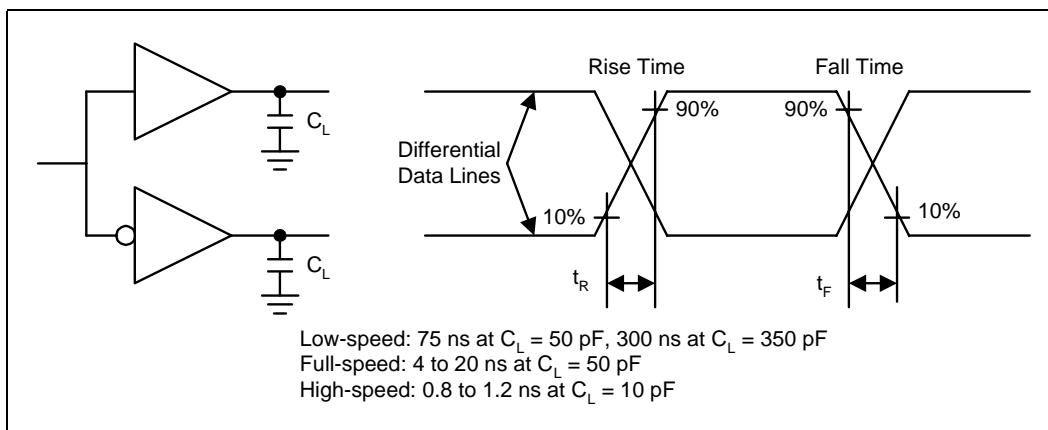 Rise Time
Fall Time
90%
90%
Differential
Data Lines
10%
10%
C_L
C_L
t_R
t_F
Low-speed: 75 ns at C_L = 50 pF, 300 ns at C_L = 350 pF
Full-speed: 4 to 20 ns at C_L = 50 pF
High-speed: 0.8 to 1.2 ns at C_L = 10 pF